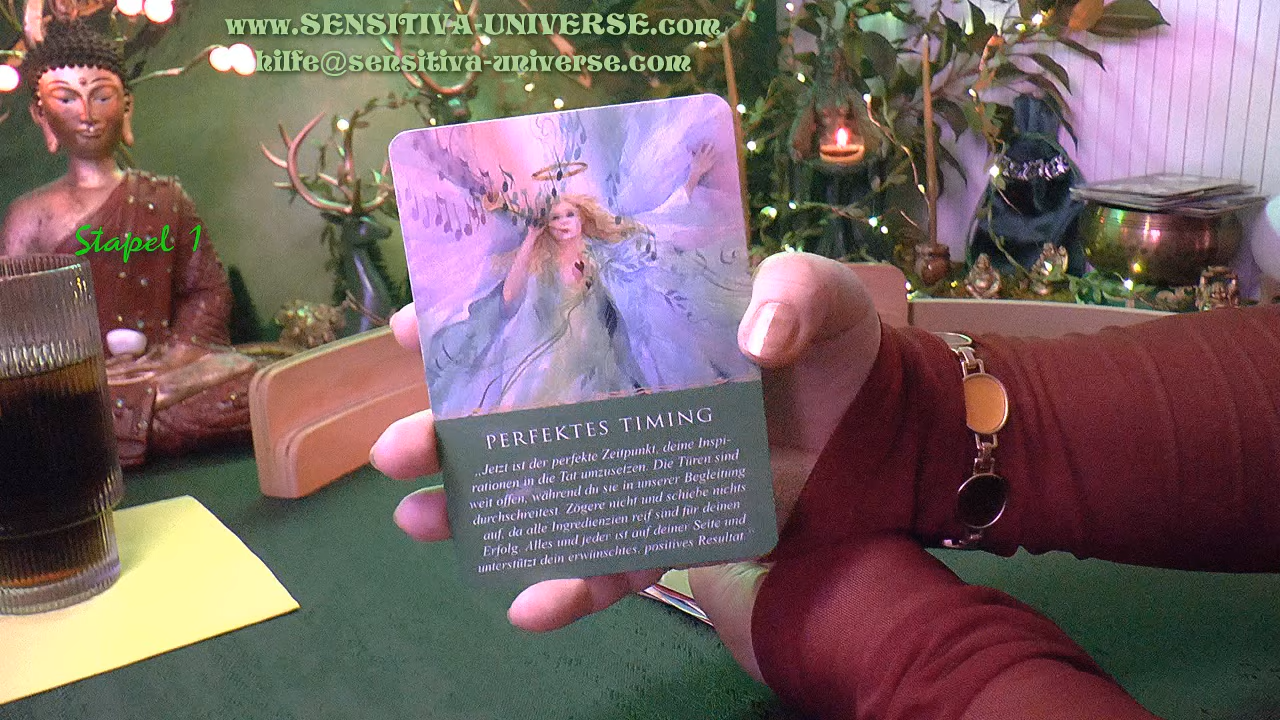 www.SENSITIVA-UNIVERSE.com
hilfe@sensitiva-universe.com
Stapel 1
PERFEKTES TIMING
„Jetzt ist der perfekte Zeitpunkt, deine Inspi-
rationen in die Tat umzusetzen. Die Türen sind
weit offen, während du sie in unserer Begleitung
durchschreitest. Zögere nicht und schiebe nichts
auf, da alle Ingredienzien reif sind für deinen
Erfolg. Alles und jeder ist auf deiner Seite und
unterstützt dein erwünschtes, positives Resultat.“